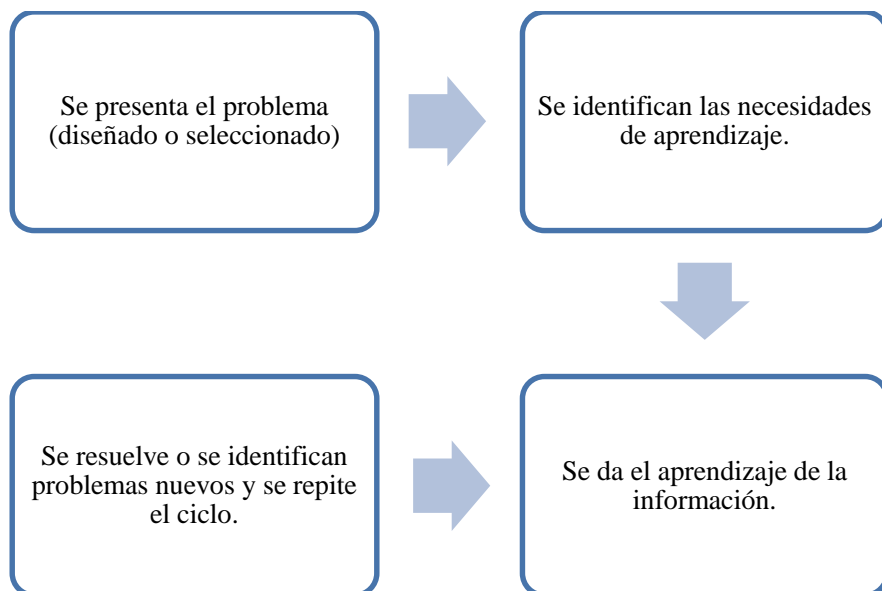 Se presenta el problema
(diseñado o seleccionado)
Se identifican las necesidades
de aprendizaje.
Se resuelve o se identifican
problemas nuevos y se repite
el ciclo.
Se da el aprendizaje de la
información.